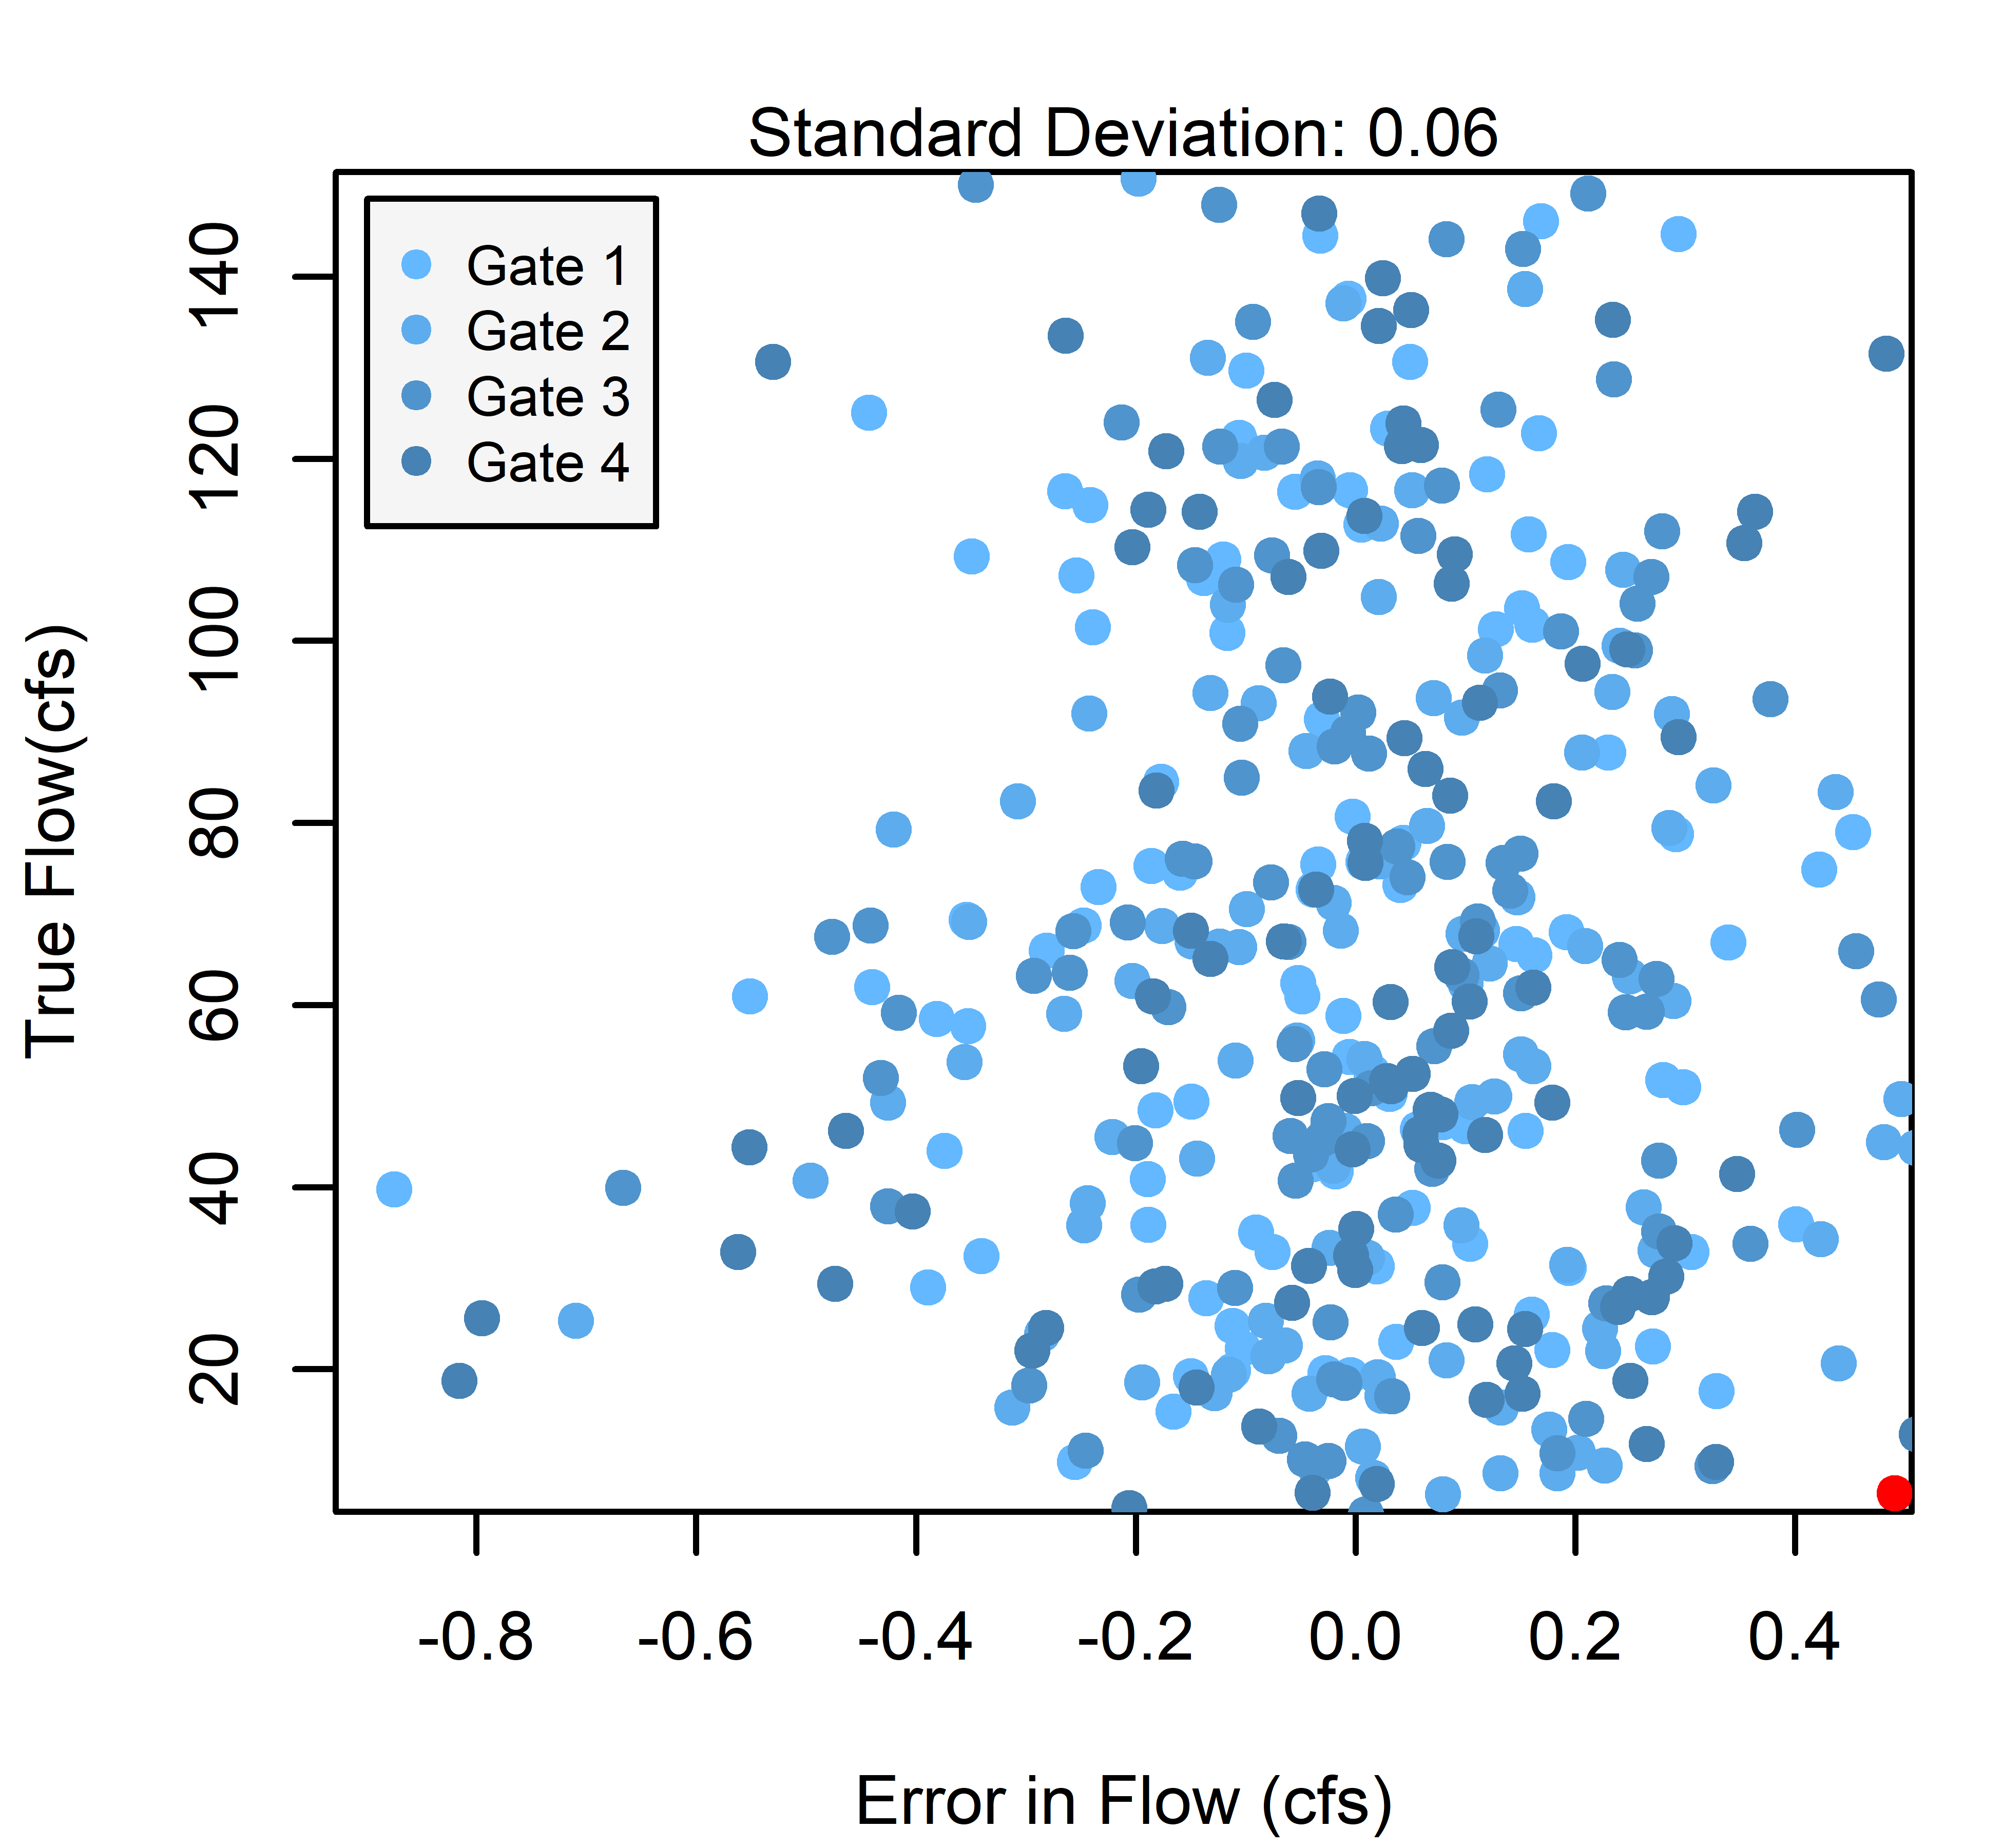 Standard Deviation: 0.06
Gate 1
Gate 2
Gate 3
Gate 4
140
120
100
80
60
40
20
True Flow(cfs)
-0.8 -0.6 -0.4 -0.2 0.0 0.2 0.4
Error in Flow (cfs)